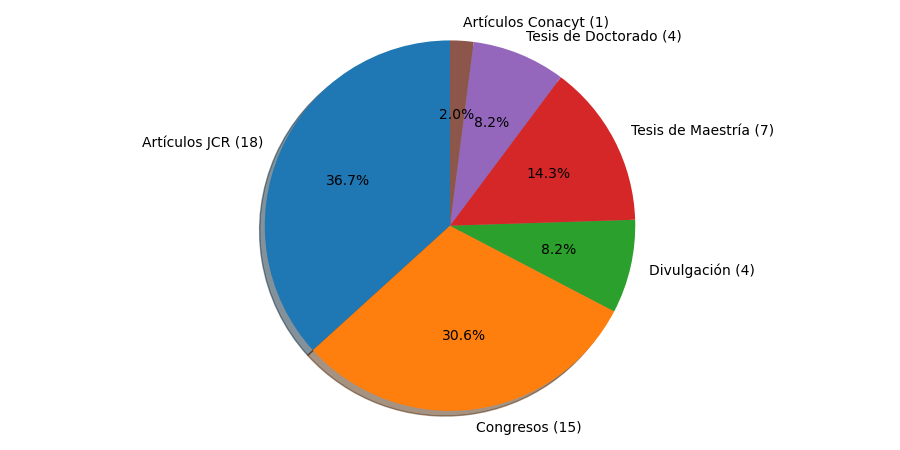 Artículos Conacyt (1)
Tesis de Doctorado (4)
2.0%
8.2%
Tesis de Maestría (7)
Artículos JCR (18)
14.3%
36.7%
8.2%
Divulgación (4)
30.6%
Congresos (15)